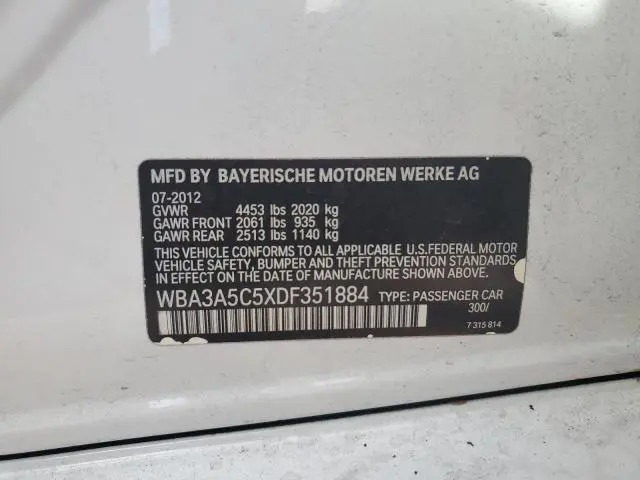 MFD BY BAYERISCHE MOTOREN WERKE AG
07-2012
GVWR 4453 lbs 2020 kg
GAWR FRONT 2061 lbs 935 kg
GAWR REAR 2513 lbs 1140 kg
THIS VEHICLE CONFORMS TO ALL APPLICABLE U.S. FEDERAL MOTOR
VEHICLE SAFETY, BUMPER, AND THEFT PREVENTION STANDARDS
IN EFFECT ON THE DATE OF MANUFACTURE SHOWN ABOVE.
WBA3A5C5XDF351884 TYPE: PASSENGER CAR
300/
7 315 814